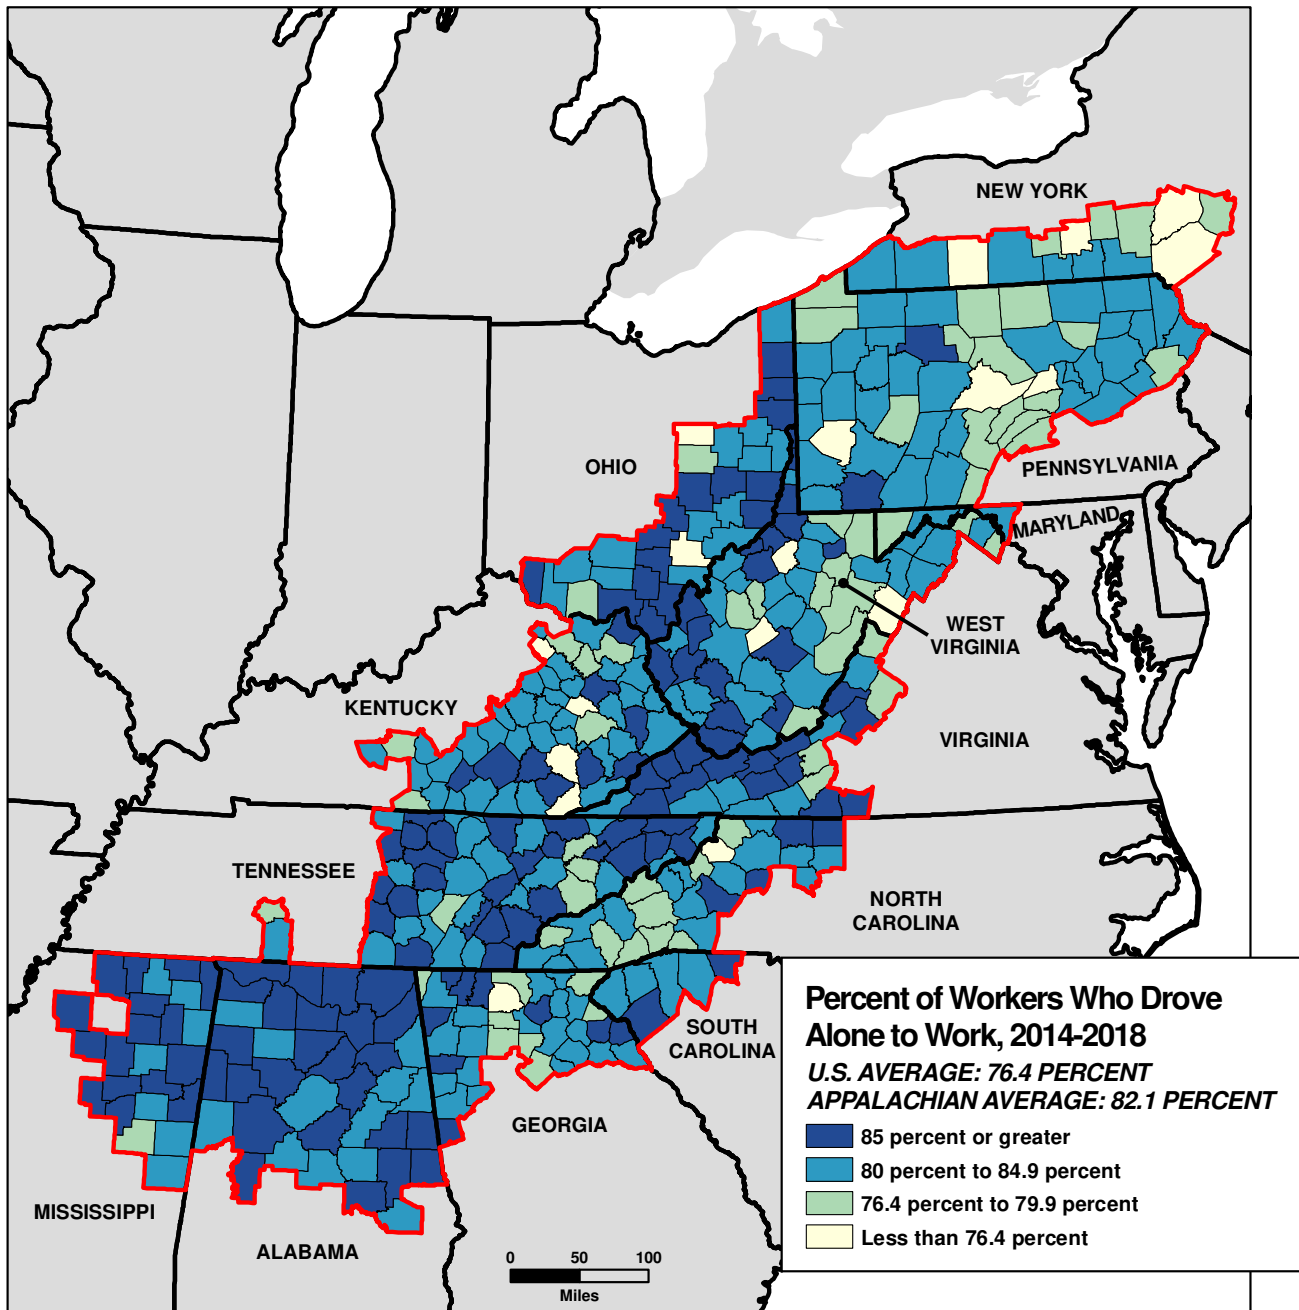 NEW YORK
OHIO
PENNSYLVANIA
MARYLAND
WEST
VIRGINIA
KENTUCKY
VIRGINIA
TENNESSEE
NORTH
CAROLINA
SOUTH
CAROLINA
GEORGIA
MISSISSIPPI
ALABAMA
Percent of Workers Who Drove
Alone to Work, 2014-2018
U.S. AVERAGE: 76.4 PERCENT
APPALACHIAN AVERAGE: 82.1 PERCENT
85 percent or greater
80 percent to 84.9 percent
76.4 percent to 79.9 percent
Less than 76.4 percent
0 50 100
Miles